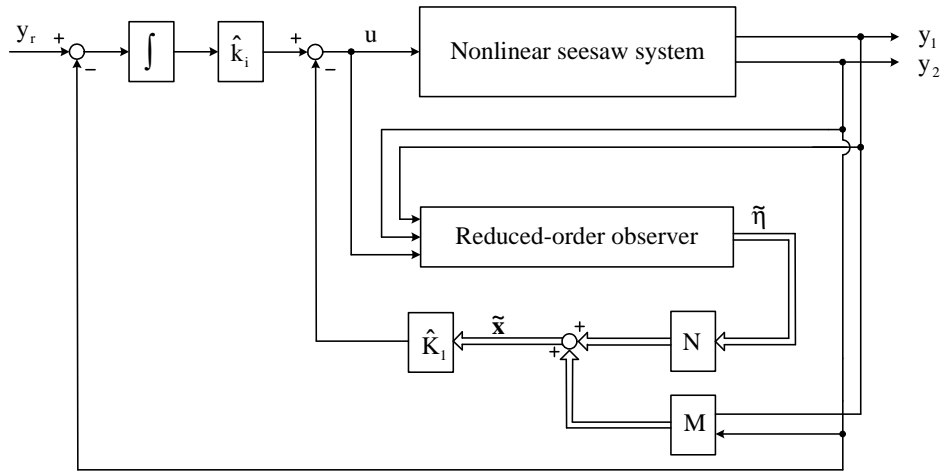 y_r + − ∫ k̂_i + − u Nonlinear seesaw system y_1
y_2
Reduced-order observer η̃
K̂_1 x̃ + + N
M